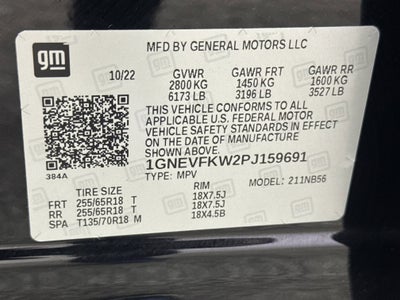 gm
MFD BY GENERAL MOTORS LLC
10/22 GVWR GAWR FRT GAWR RR
2800 KG 1450 KG 1600 KG
6173 LB 3196 LB 3527 LB
THIS VEHICLE CONFORMS TO ALL
APPLICABLE U.S. FEDERAL MOTOR
VEHICLE SAFETY STANDARDS IN EFFECT ON
THE DATE OF MANUFACTURE SHOWN ABOVE.
384A
1GNEVFKW2PJ159691
TYPE: MPV MODEL: 211NB56
TIRE SIZE RIM
FRT 255/65R18 T 18X7.5J
RR 255/65R18 T 18X7.5J
SPA T135/70R18 M 18X4.5B